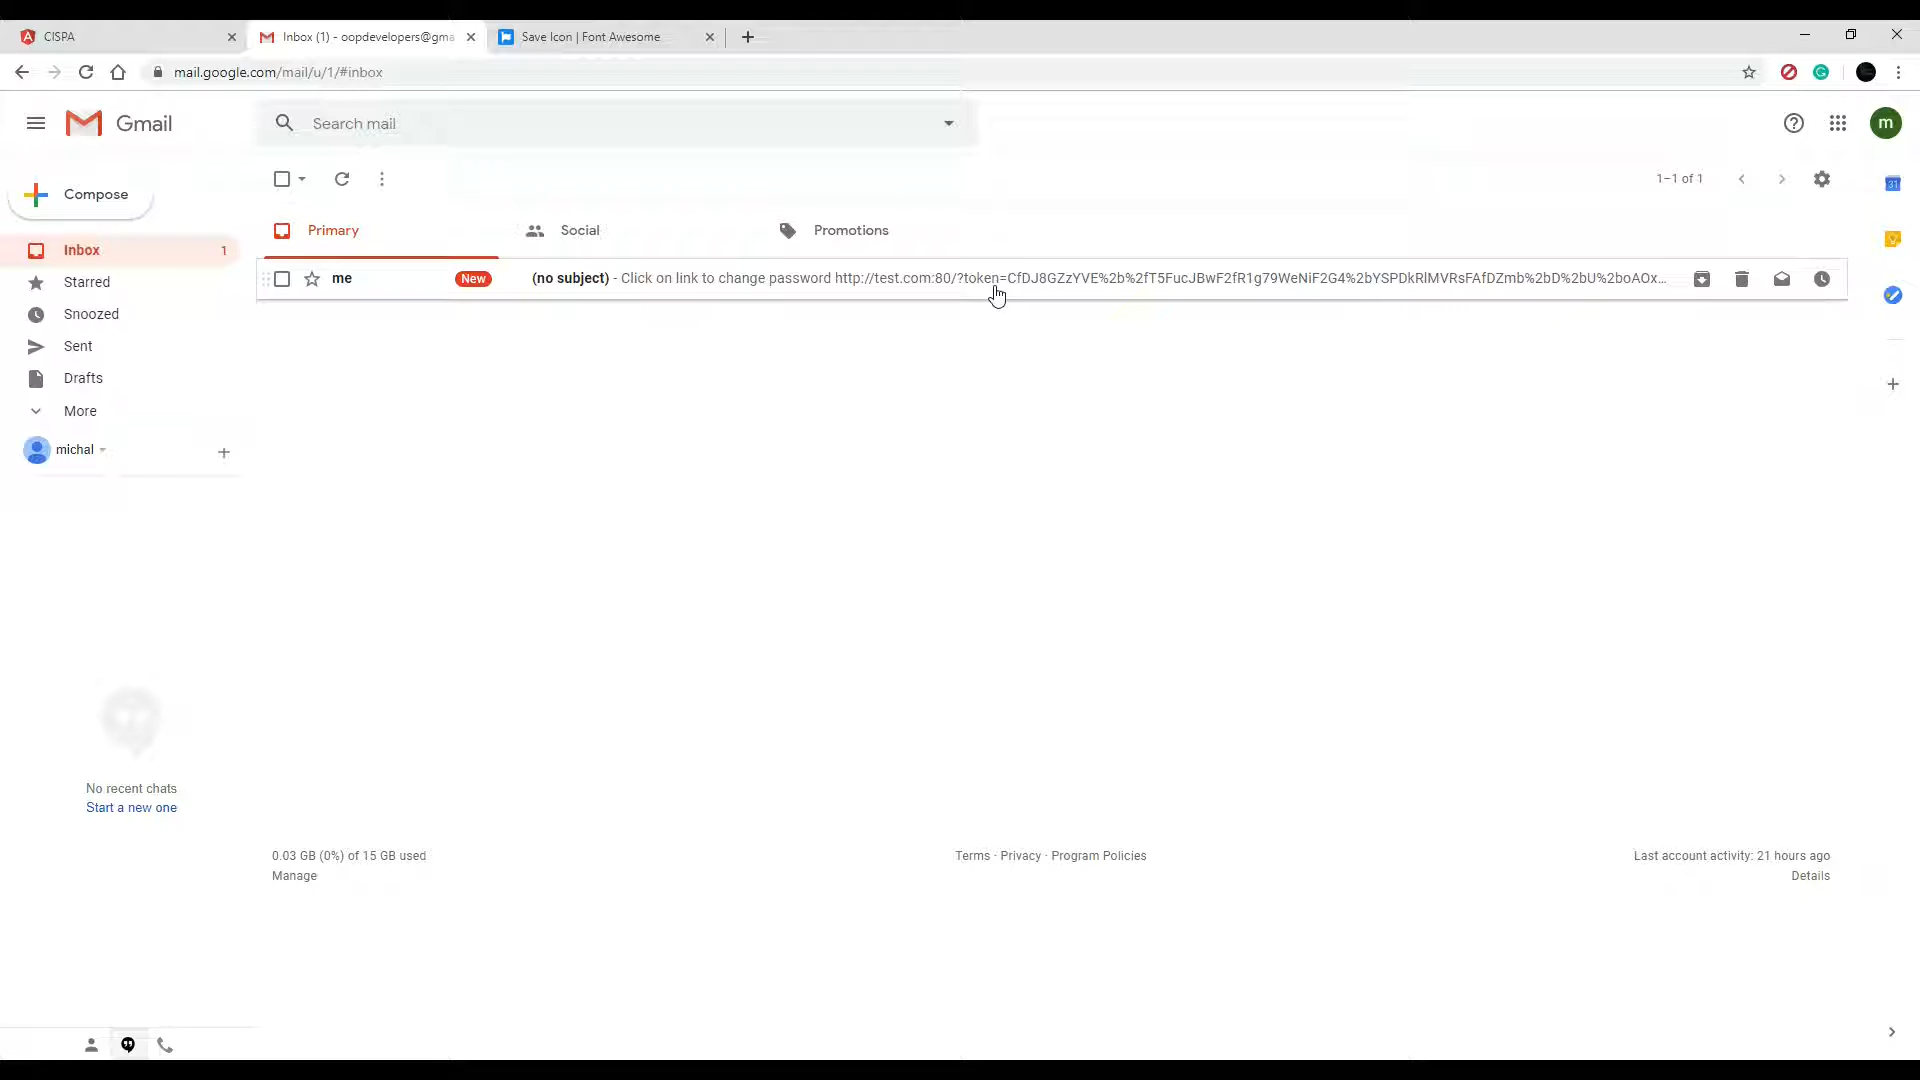 CISPA
Inbox (1) - oopdevelopers@gma
Save Icon | Font Awesome
mail.google.com/mail/u/1/#inbox
Gmail
Search mail
m
Compose
1–1 of 1
31
Inbox 1
Primary
Social
Promotions
me
New
(no subject) - Click on link to change password http://test.com:80/?token=CfDJ8GZzYVE%2b%2fT5FucJBwF2fR1g79WeNiF2G4%2bYSPDkRlMVRsFAfDZmb%2bD%2bU%2boAOx...
Starred
Snoozed
Sent
Drafts
More
michal
No recent chats
Start a new one
0.03 GB (0%) of 15 GB used
Manage
Terms · Privacy · Program Policies
Last account activity: 21 hours ago
Details